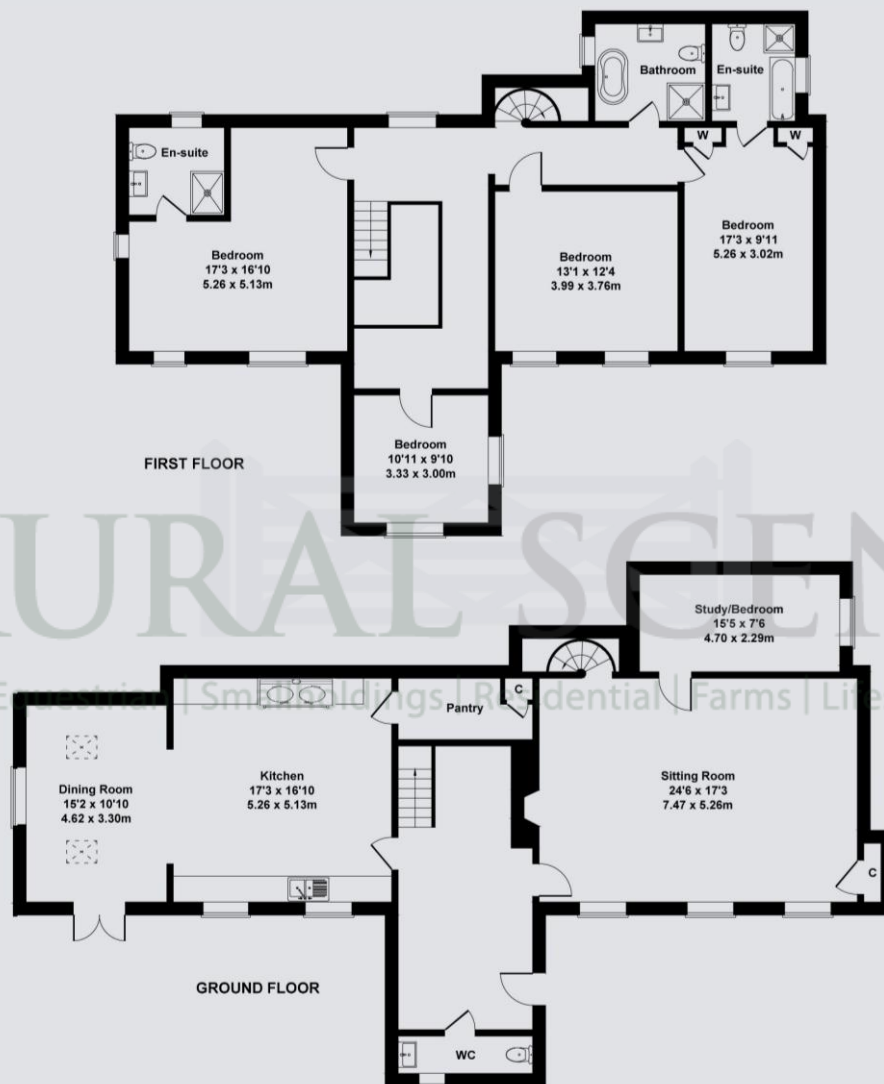 Bathroom
En-suite
En-suite
W
W
Bedroom
17'3 x 16'10
5.26 x 5.13m
Bedroom
13'1 x 12'4
3.99 x 3.76m
Bedroom
17'3 x 9'11
5.26 x 3.02m
Bedroom
10'11 x 9'10
3.33 x 3.00m
FIRST FLOOR
RURAL SCEN
Equestrian | Smallholdings | Residential | Farms | Life
Study/Bedroom
15'5 x 7'6
4.70 x 2.29m
C
Pantry
Dining Room
15'2 x 10'10
4.62 x 3.30m
Kitchen
17'3 x 16'10
5.26 x 5.13m
Sitting Room
24'6 x 17'3
7.47 x 5.26m
C
GROUND FLOOR
WC